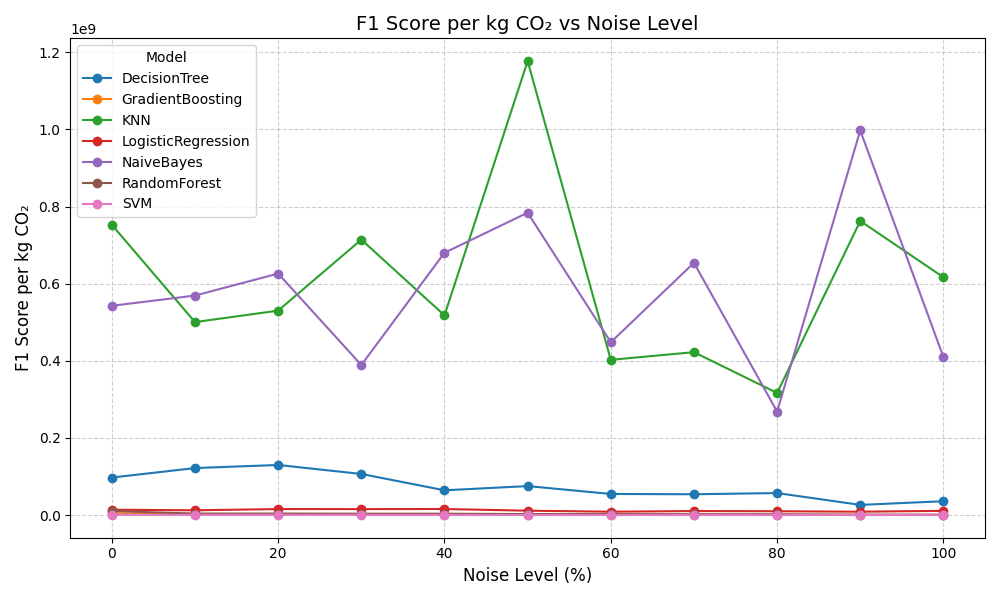 F1 Score per kg CO₂ vs Noise Level
1e9
Model
DecisionTree
GradientBoosting
KNN
LogisticRegression
NaiveBayes
RandomForest
SVM
F1 Score per kg CO₂
1.2
1.0
0.8
0.6
0.4
0.2
0.0
0 20 40 60 80 100
Noise Level (%)